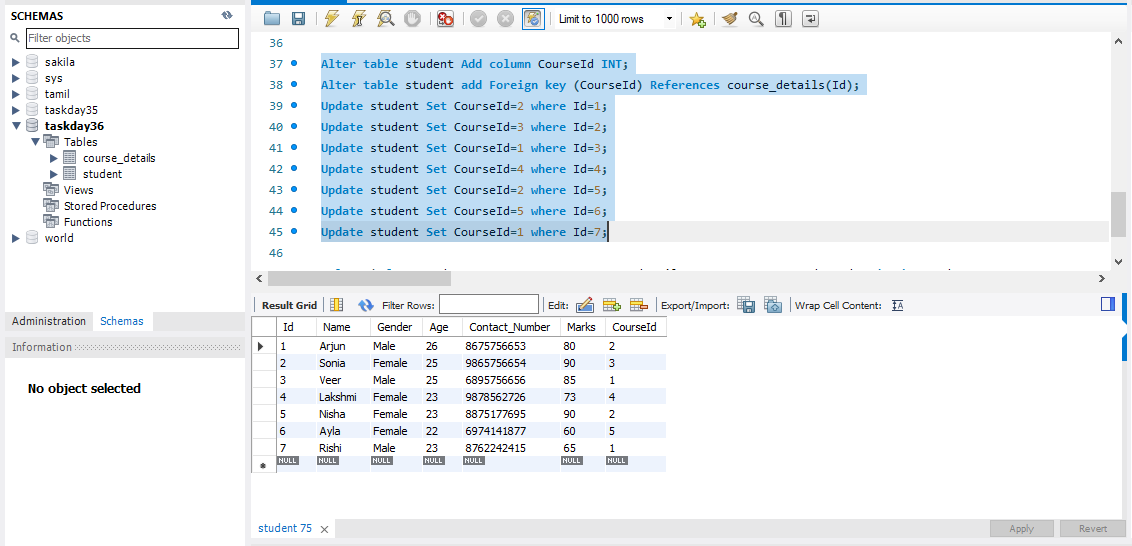 SCHEMAS
Filter objects
sakila
sys
tamil
taskday35
taskday36
Tables
course_details
student
Views
Stored Procedures
Functions
world
Administration Schemas
Information
No object selected
Limit to 1000 rows
36
37 Alter table student Add column CourseId INT;
38 Alter table student add Foreign key (CourseId) References course_details(Id);
39 Update student Set CourseId=2 where Id=1;
40 Update student Set CourseId=3 where Id=2;
41 Update student Set CourseId=1 where Id=3;
42 Update student Set CourseId=4 where Id=4;
43 Update student Set CourseId=2 where Id=5;
44 Update student Set CourseId=5 where Id=6;
45 Update student Set CourseId=1 where Id=7;
46
Result Grid Filter Rows: Edit: Export/Import: Wrap Cell Content:
Id Name Gender Age Contact_Number Marks CourseId
1 Arjun Male 26 8675756653 80 2
2 Sonia Female 25 9865756654 90 3
3 Veer Male 25 6895756656 85 1
4 Lakshmi Female 23 9878562726 73 4
5 Nisha Female 23 8875177695 90 2
6 Ayla Female 22 6974141877 60 5
7 Rishi Male 23 8762242415 65 1
NULL NULL NULL NULL NULL NULL NULL
student 75
Apply Revert